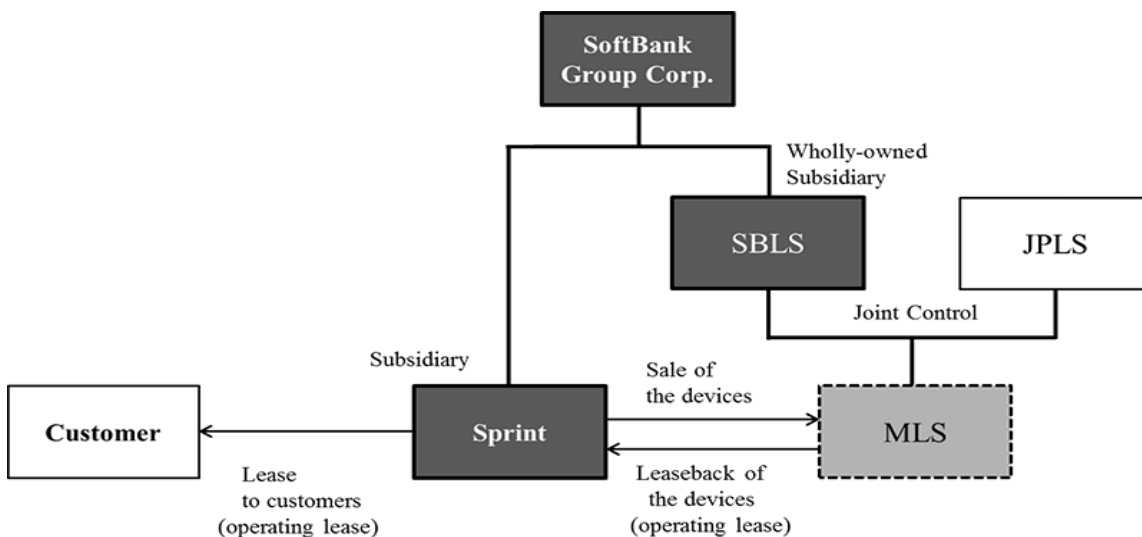 SoftBank
Group Corp.
Wholly-owned
Subsidiary
SBLS
JPLS
Joint Control
Subsidiary
Sale of
the devices
Customer
Sprint
MLS
Lease
to customers
(operating lease)
Leaseback of
the devices
(operating lease)